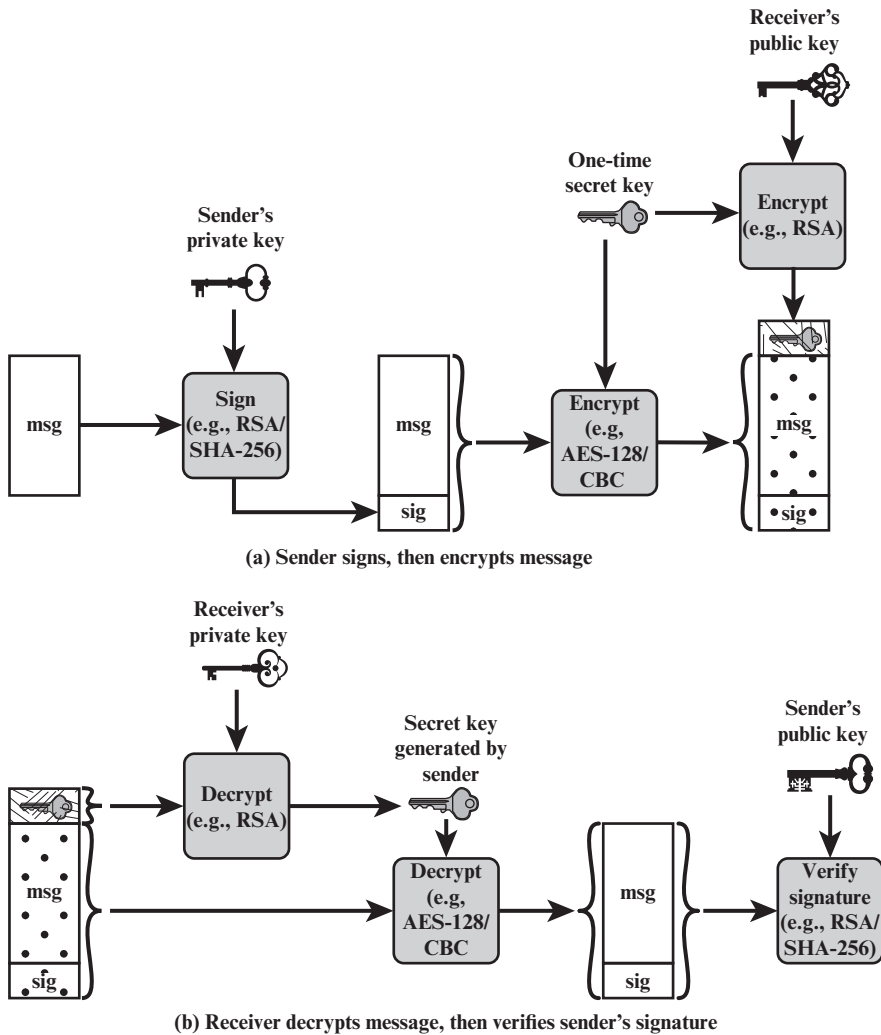 Receiver's
public key
One-time
secret key
Encrypt
(e.g., RSA)
Sender's
private key
msg
Sign
(e.g., RSA/
SHA-256)
msg
sig
Encrypt
(e.g,
AES-128/
CBC
msg
sig
(a) Sender signs, then encrypts message
Receiver's
private key
Decrypt
(e.g., RSA)
Secret key
generated by
sender
Sender's
public key
msg
sig
Decrypt
(e.g,
AES-128/
CBC
msg
sig
Verify
signature
(e.g., RSA/
SHA-256)
(b) Receiver decrypts message, then verifies sender's signature